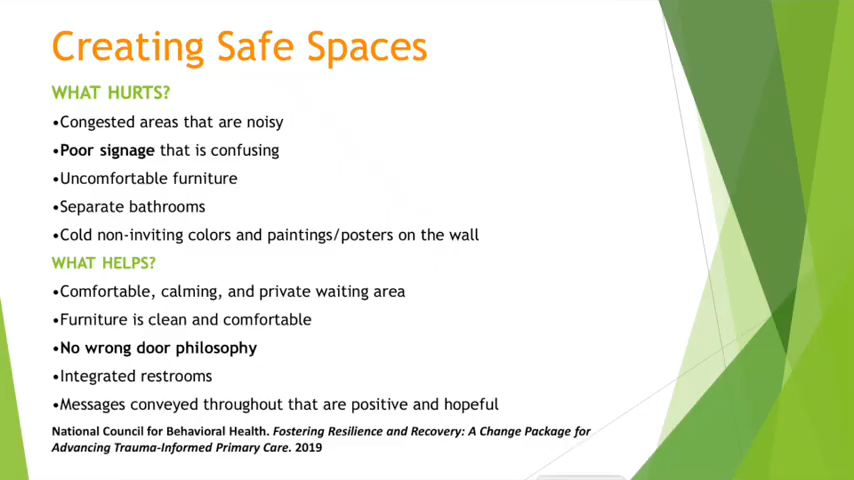 Creating Safe Spaces
WHAT HURTS?
•Congested areas that are noisy
•Poor signage that is confusing
•Uncomfortable furniture
•Separate bathrooms
•Cold non-inviting colors and paintings/posters on the wall
WHAT HELPS?
•Comfortable, calming, and private waiting area
•Furniture is clean and comfortable
•No wrong door philosophy
•Integrated restrooms
•Messages conveyed throughout that are positive and hopeful
National Council for Behavioral Health. Fostering Resilience and Recovery: A Change Package for
Advancing Trauma-Informed Primary Care. 2019